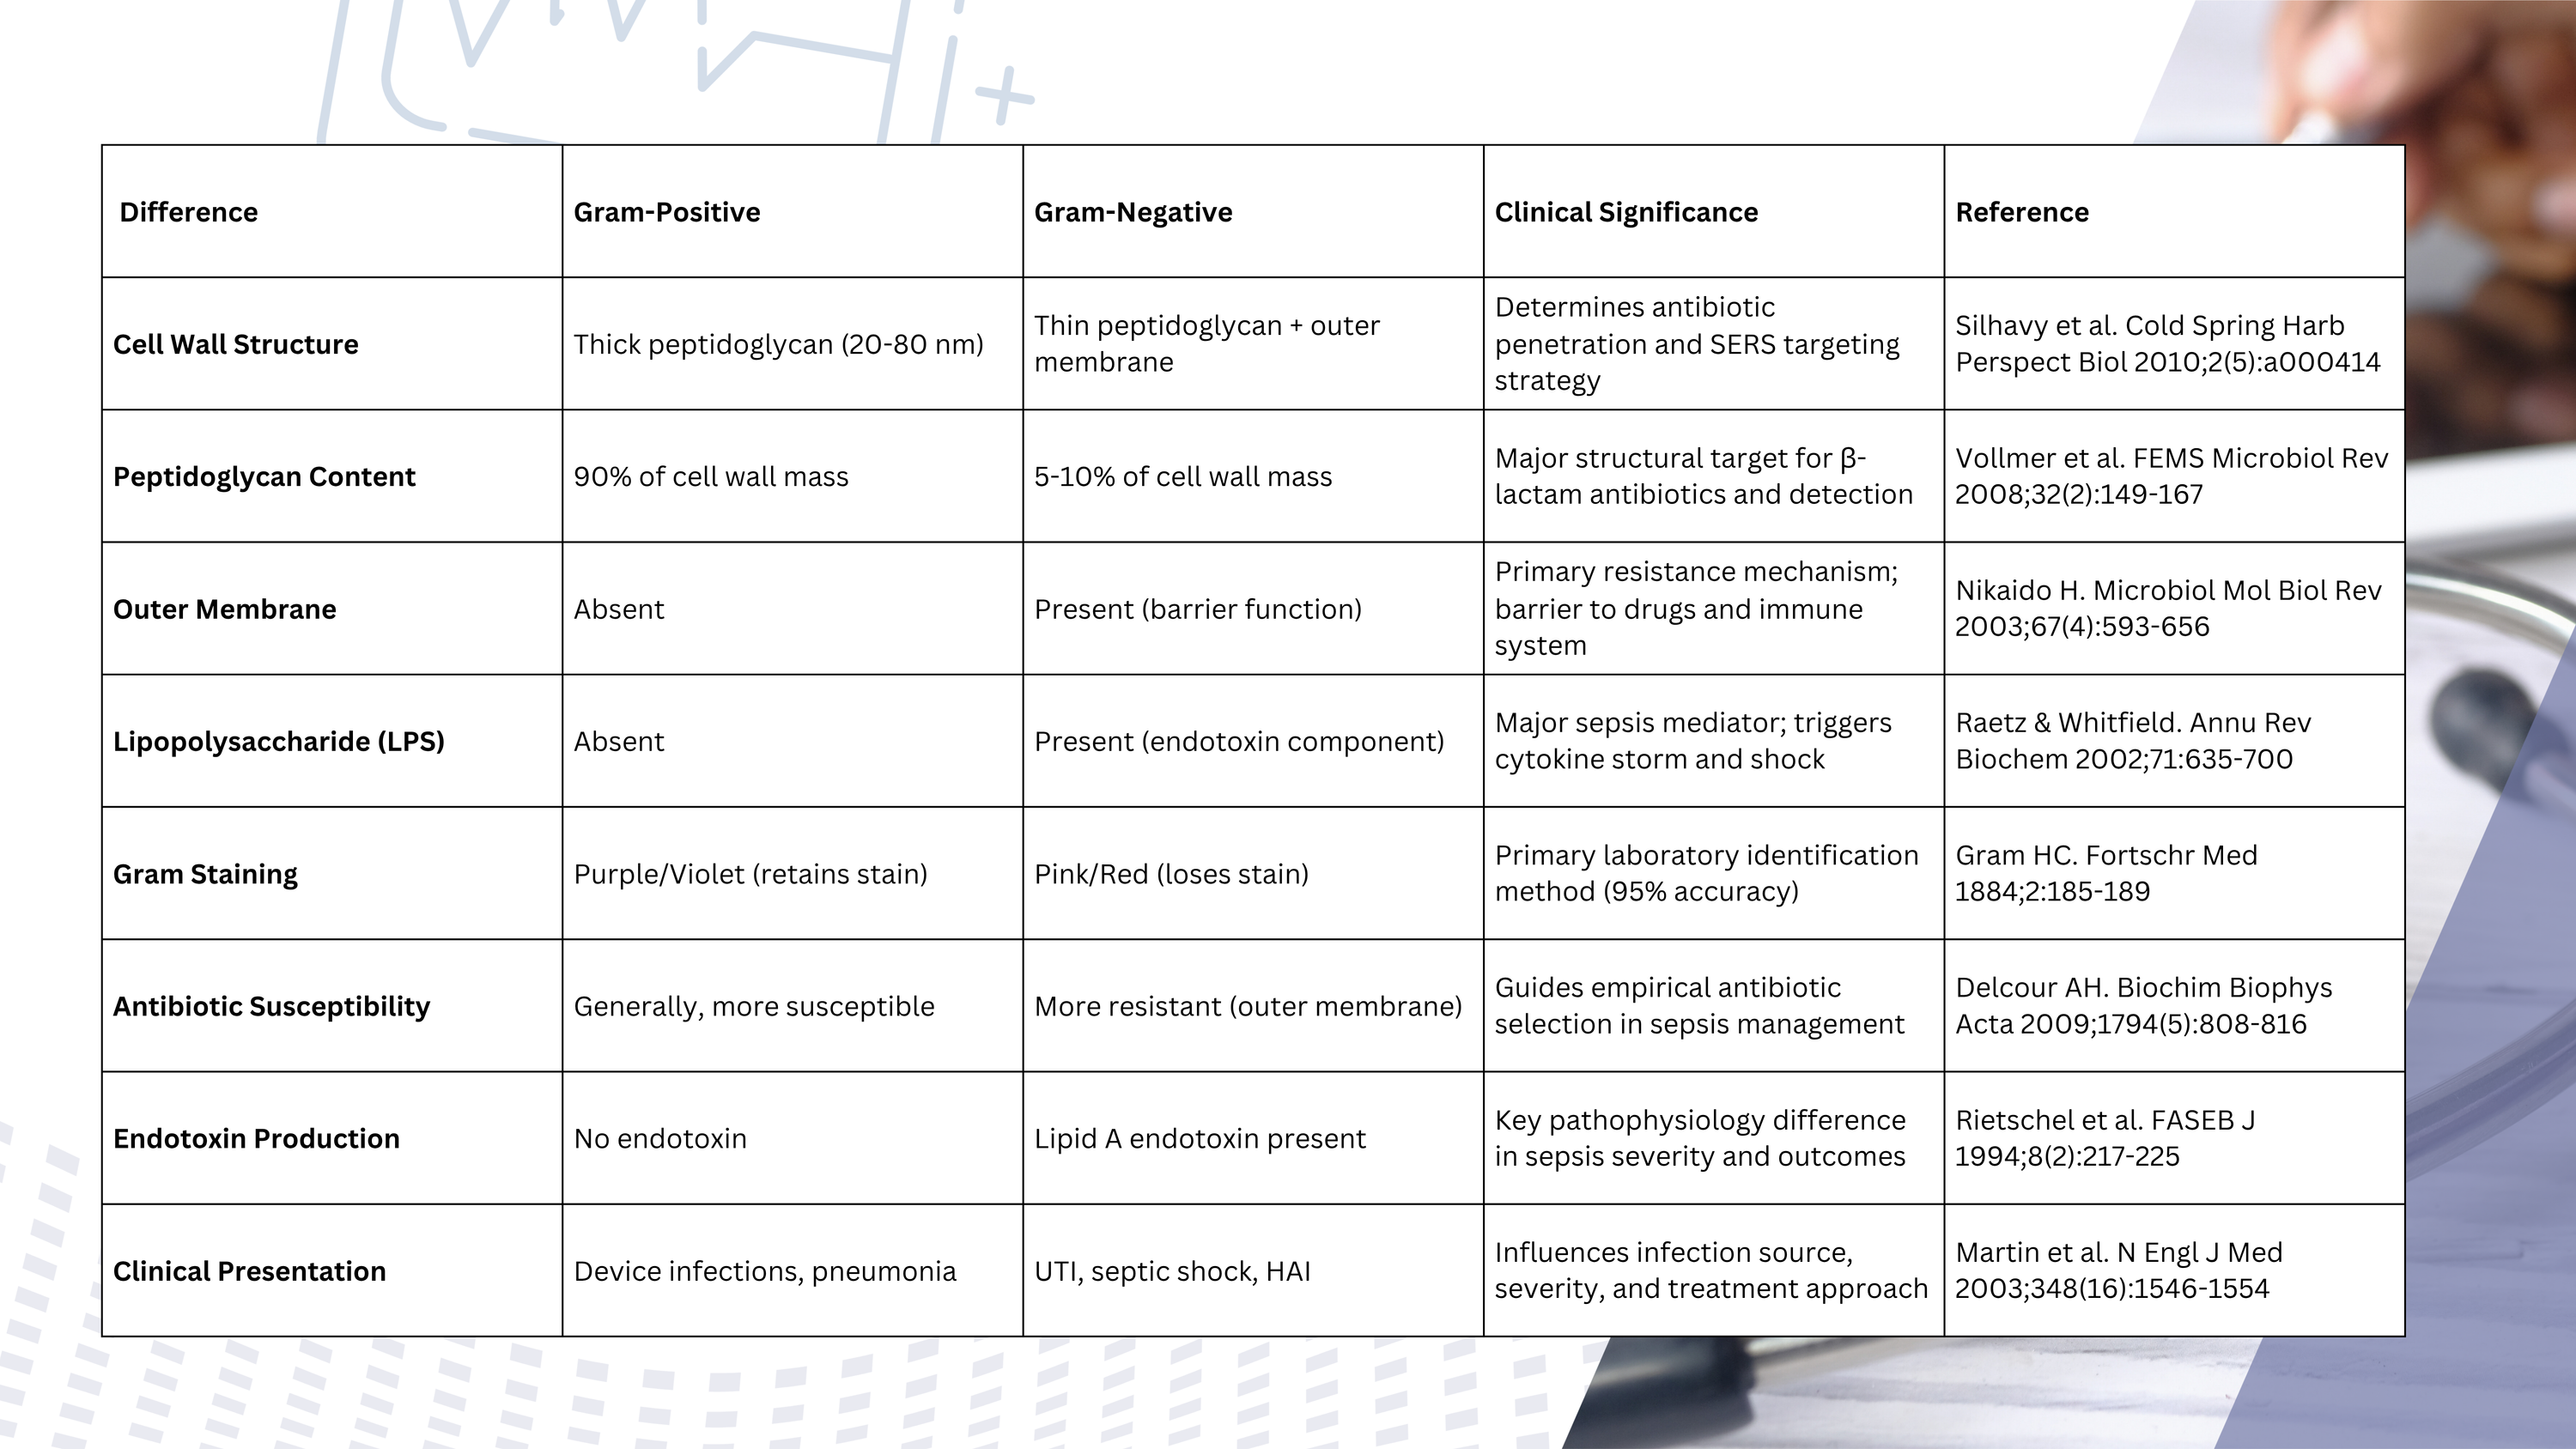 Difference
Gram-Positive
Gram-Negative
Clinical Significance
Reference
Cell Wall Structure
Thick peptidoglycan (20-80 nm)
Thin peptidoglycan + outer
membrane
Determines antibiotic
penetration and SERS targeting
strategy
Silhavy et al. Cold Spring Harb
Perspect Biol 2010;2(5):a000414
Peptidoglycan Content
90% of cell wall mass
5-10% of cell wall mass
Major structural target for β-
lactam antibiotics and detection
Vollmer et al. FEMS Microbiol Rev
2008;32(2):149-167
Outer Membrane
Absent
Present (barrier function)
Primary resistance mechanism;
barrier to drugs and immune
system
Nikaido H. Microbiol Mol Biol Rev
2003;67(4):593-656
Lipopolysaccharide (LPS)
Absent
Present (endotoxin component)
Major sepsis mediator; triggers
cytokine storm and shock
Raetz & Whitfield. Annu Rev
Biochem 2002;71:635-700
Gram Staining
Purple/Violet (retains stain)
Pink/Red (loses stain)
Primary laboratory identification
method (95% accuracy)
Gram HC. Fortschr Med
1884;2:185-189
Antibiotic Susceptibility
Generally, more susceptible
More resistant (outer membrane)
Guides empirical antibiotic
selection in sepsis management
Delcour AH. Biochim Biophys
Acta 2009;1794(5):808-816
Endotoxin Production
No endotoxin
Lipid A endotoxin present
Key pathophysiology difference
in sepsis severity and outcomes
Rietschel et al. FASEB J
1994;8(2):217-225
Clinical Presentation
Device infections, pneumonia
UTI, septic shock, HAI
Influences infection source,
severity, and treatment approach
Martin et al. N Engl J Med
2003;348(16):1546-1554